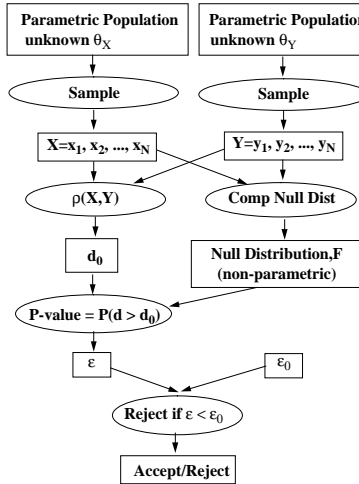 Parametric Population
unknown θX
Parametric Population
unknown θY
Sample
Sample
X=x1, x2, ..., xN
Y=y1, y2, ..., yN
ρ(X,Y)
Comp Null Dist
d0
Null Distribution,F
(non-parametric)
P-value = P(d > d0)
ε
ε0
Reject if ε < ε0
Accept/Reject